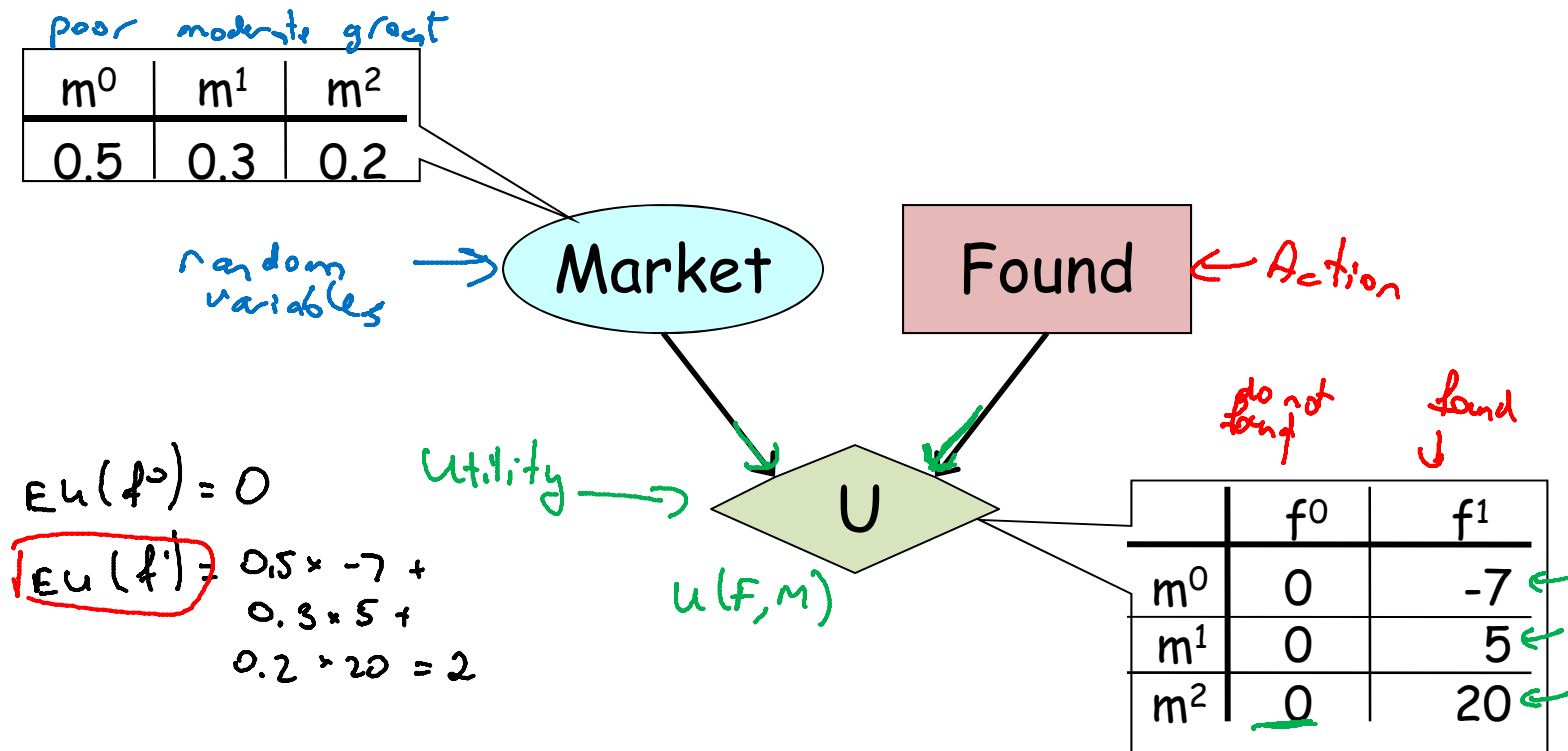 poor moderate great
m⁰ m¹ m²
0.5 0.3 0.2
random
variables
Market
Found
Action
do not
found
found
Utility
U
U(F,M)
EU(f⁰) = 0
EU(f¹) = 0.5 × -7 +
0.3 × 5 +
0.2 × 20 = 2
f⁰ f¹
m⁰ 0 -7
m¹ 0 5
m² 0 20